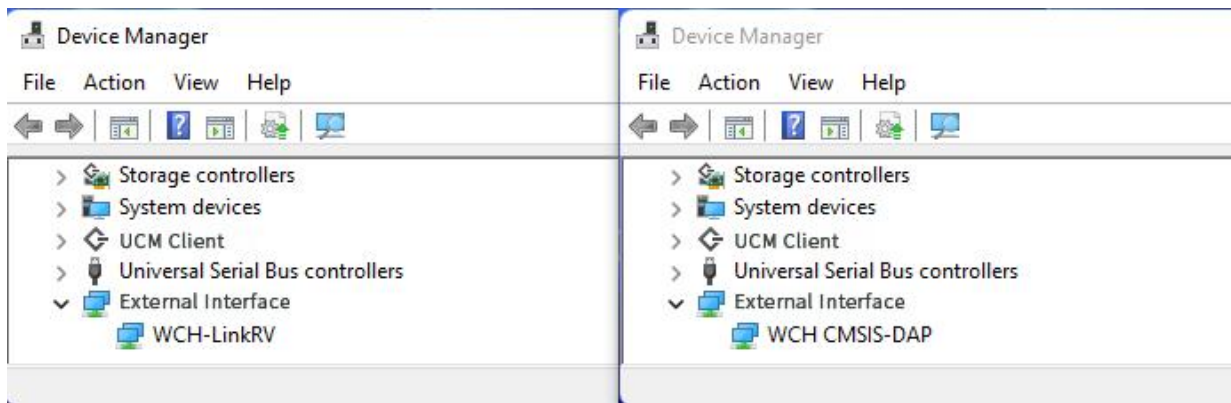 Device Manager
File Action View Help
Storage controllers
System devices
UCM Client
Universal Serial Bus controllers
External Interface
WCH-LinkRV
Device Manager
File Action View Help
Storage controllers
System devices
UCM Client
Universal Serial Bus controllers
External Interface
WCH CMSIS-DAP